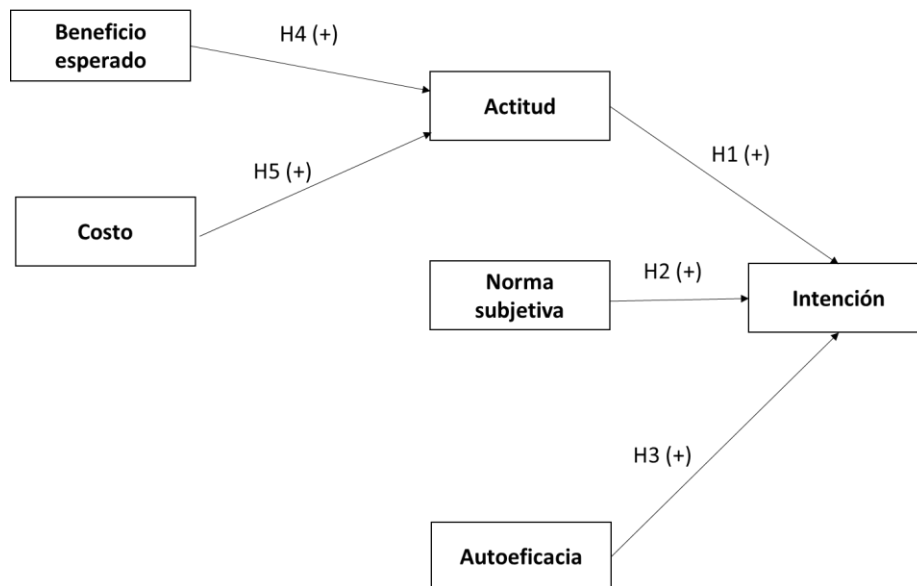 Beneficio
esperado
H4 (+)
Actitud
H5 (+)
H1 (+)
Costo
Norma
subjetiva
H2 (+)
Intención
H3 (+)
Autoeficacia